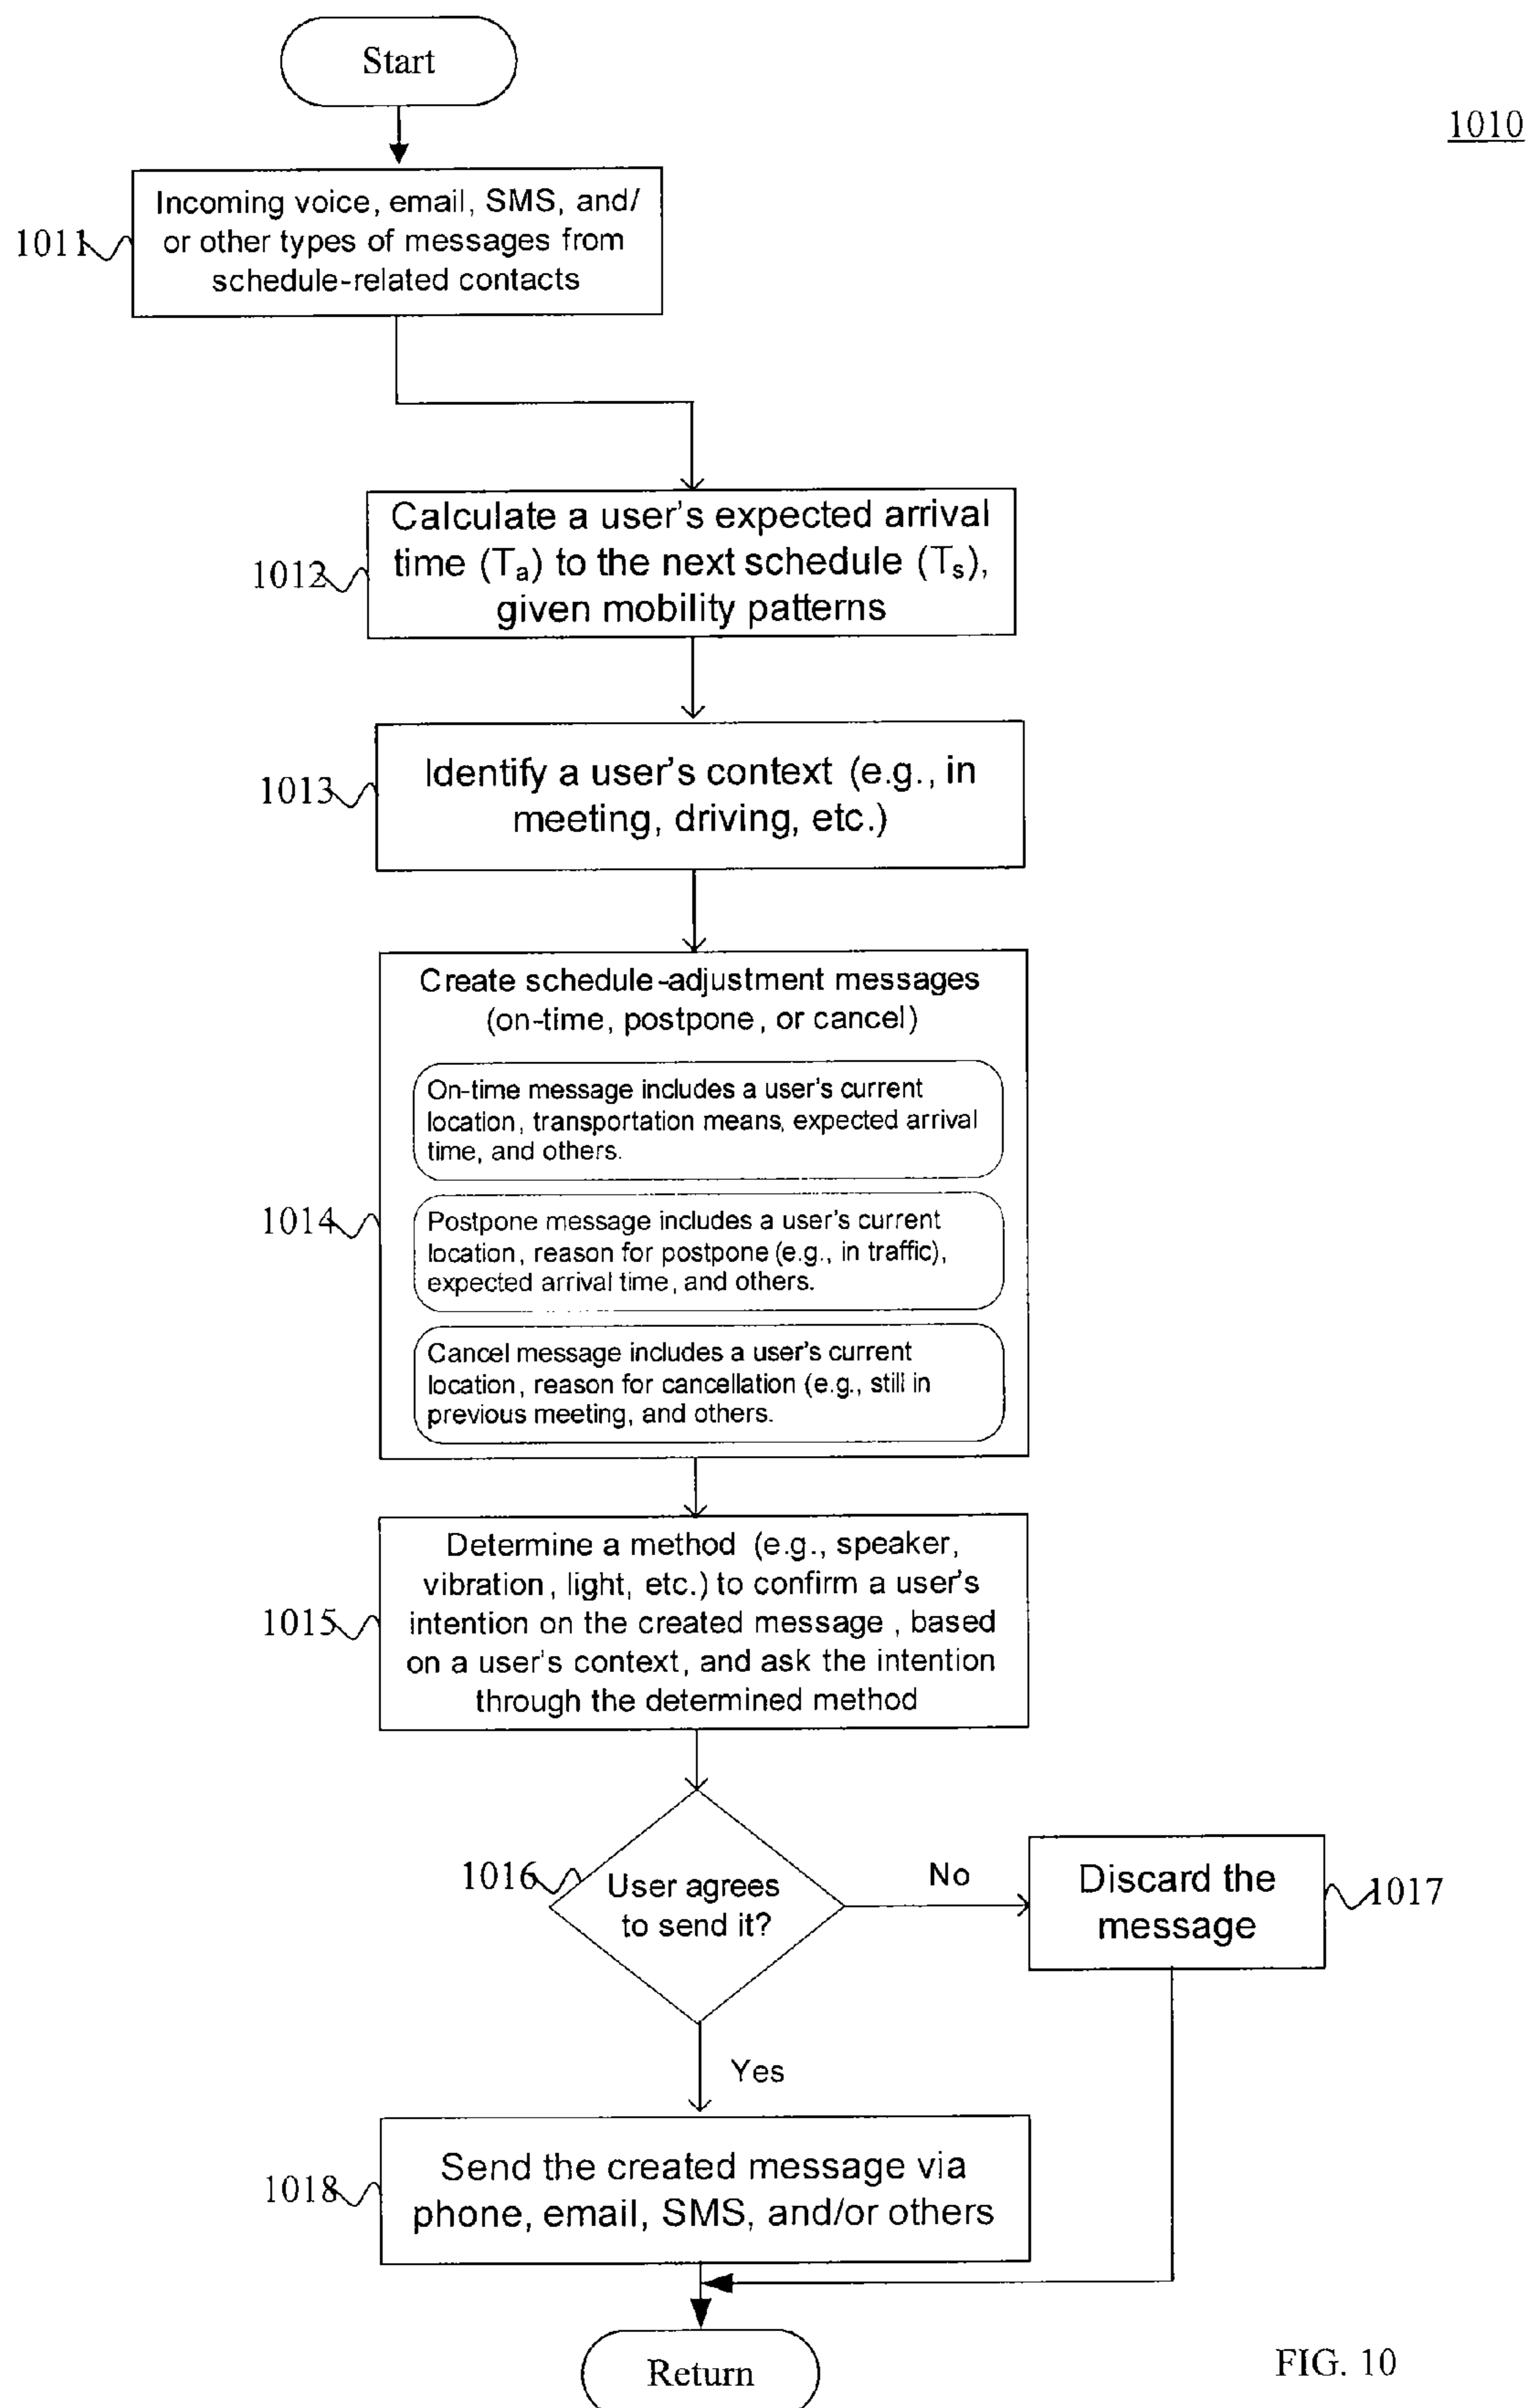 Start
1010
Incoming voice, email, SMS, and/
or other types of messages from
schedule-related contacts
1011
Calculate a user's expected arrival
time (Ta) to the next schedule (Ts),
given mobility patterns
1012
Identify a user's context (e.g., in
meeting, driving, etc.)
1013
Create schedule-adjustment messages
(on-time, postpone, or cancel)
On-time message includes a user's current
location, transportation means, expected arrival
time, and others.
1014
Postpone message includes a user's current
location, reason for postpone (e.g., in traffic),
expected arrival time, and others.
Cancel message includes a user's current
location, reason for cancellation (e.g., still in
previous meeting, and others.
Determine a method (e.g., speaker,
vibration, light, etc.) to confirm a user's
intention on the created message , based
on a user's context, and ask the intention
through the determined method
1015
1016
User agrees
to send it?
No
Discard the
message
1017
Yes
Send the created message via
phone, email, SMS, and/or others
1018
Return
FIG. 10